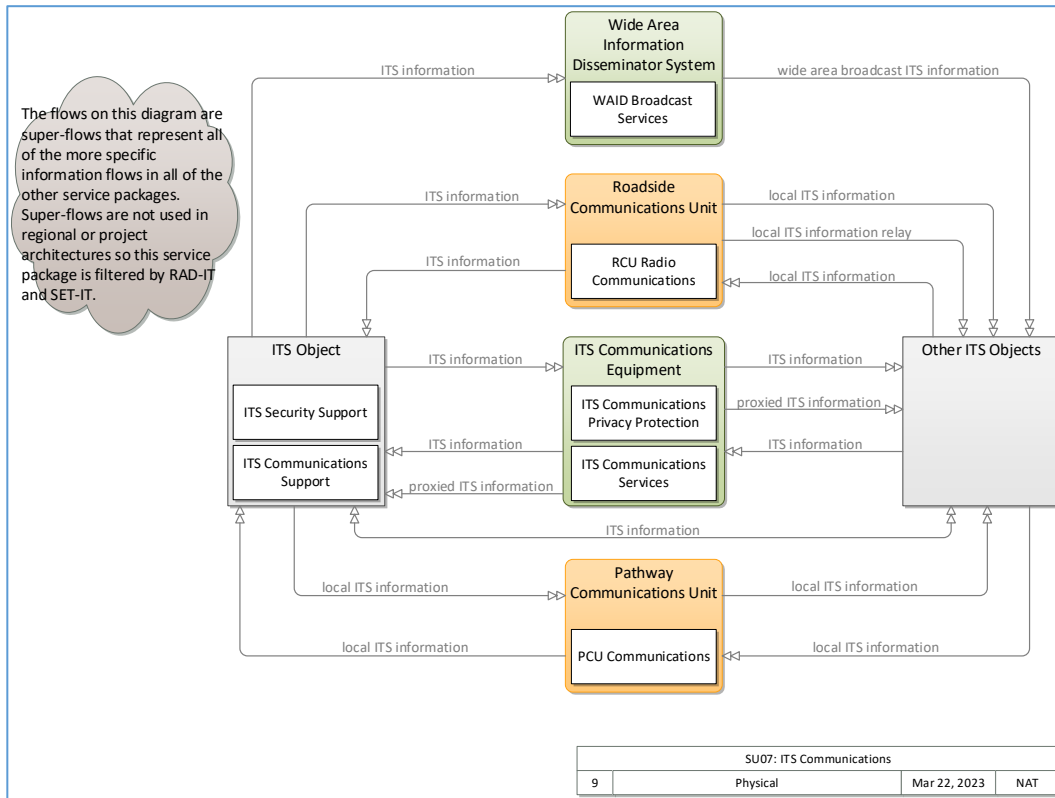 Wide Area
Information
Disseminator System
WAID Broadcast
Services
ITS information
wide area broadcast ITS information
The flows on this diagram are
super-flows that represent all
of the more specific
information flows in all of the
other service packages.
Super-flows are not used in
regional or project
architectures so this service
package is filtered by RAD-IT
and SET-IT.
Roadside
Communications Unit
RCU Radio
Communications
ITS information
local ITS information
local ITS information relay
ITS information
local ITS information
ITS Object
ITS Security Support
ITS Communications
Support
ITS Communications
Equipment
ITS Communications
Privacy Protection
ITS Communications
Services
Other ITS Objects
ITS information
ITS information
proxied ITS information
ITS information
ITS information
proxied ITS information
ITS information
Pathway
Communications Unit
PCU Communications
local ITS information
local ITS information
local ITS information
local ITS information
SU07: ITS Communications
9 Physical Mar 22, 2023 NAT